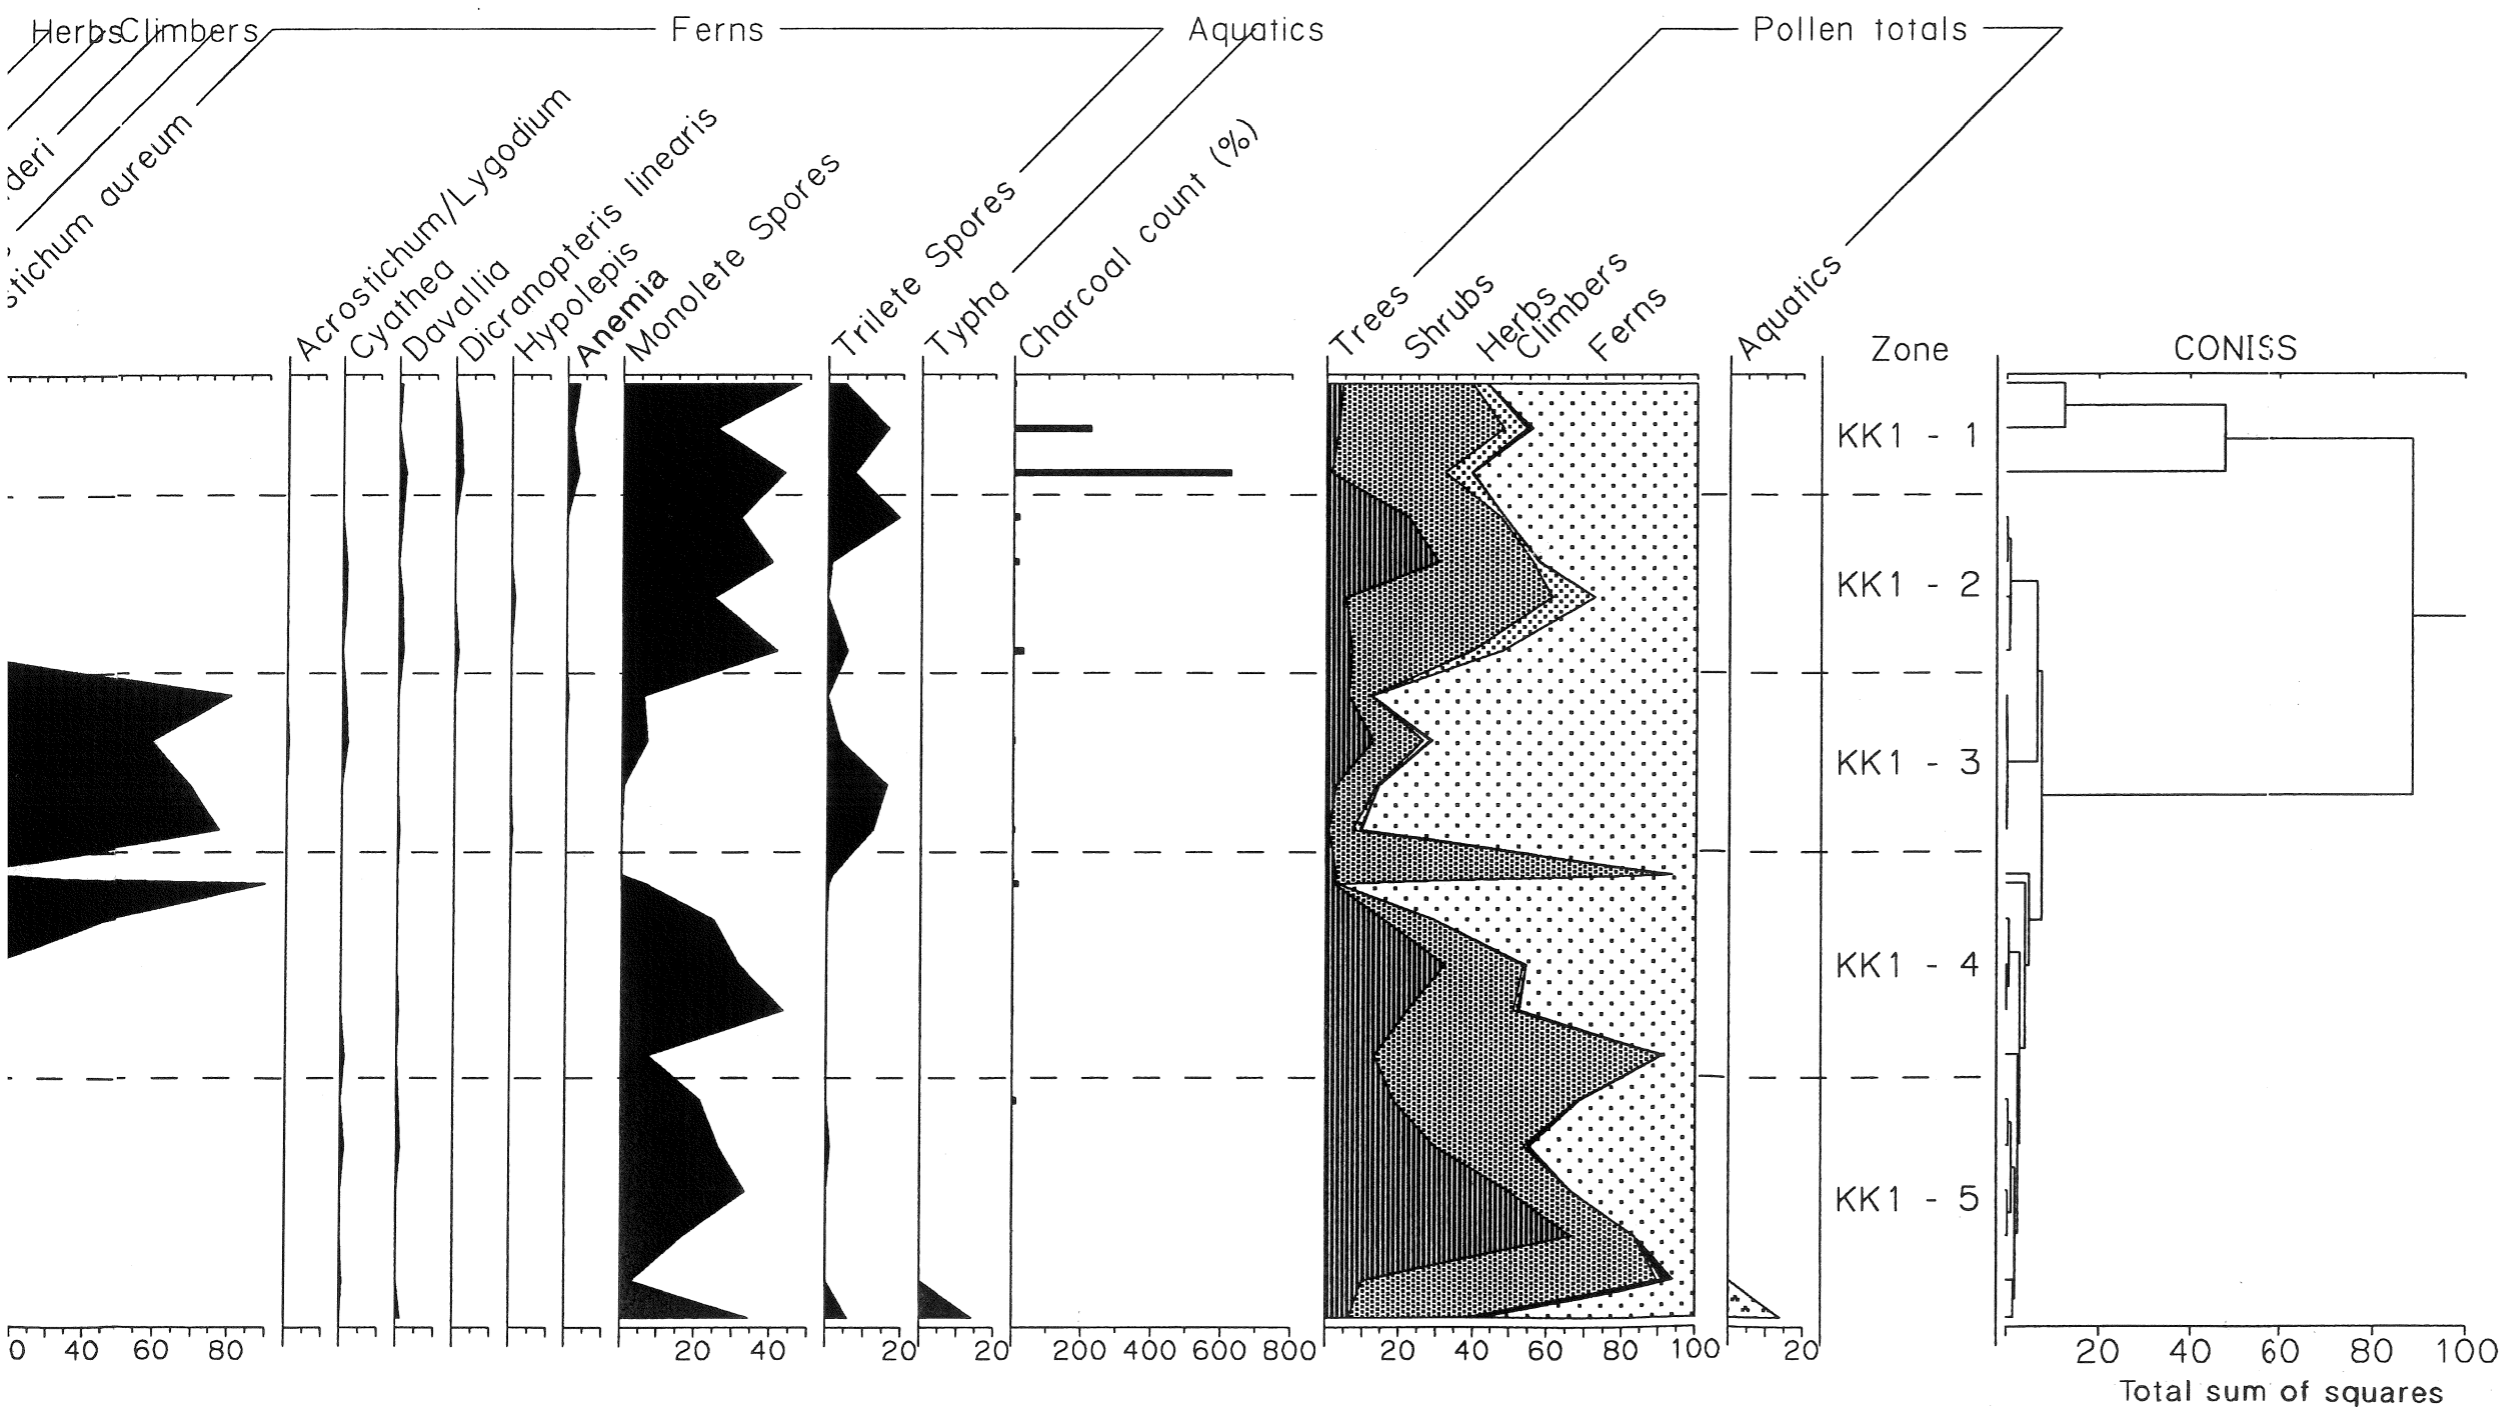 Herbs Climbers Ferns Aquatics Pollen totals
deri
stichum aureum
Acrostichum/Lygodium
Cyathea
Davallia
Dicranopteris linearis
Hypolepis
Anemia
Monolete Spores
Trilete Spores
Typha
Charcoal count (%)
Trees
Shrubs
Herbs
Climbers
Ferns
Aquatics
Zone
CONISS
KK1 - 1
KK1 - 2
KK1 - 3
KK1 - 4
KK1 - 5
0 40 60 80 20 40 20 20 200 400 600 800 20 40 60 80 100 20 20 40 60 80 100
Total sum of squares